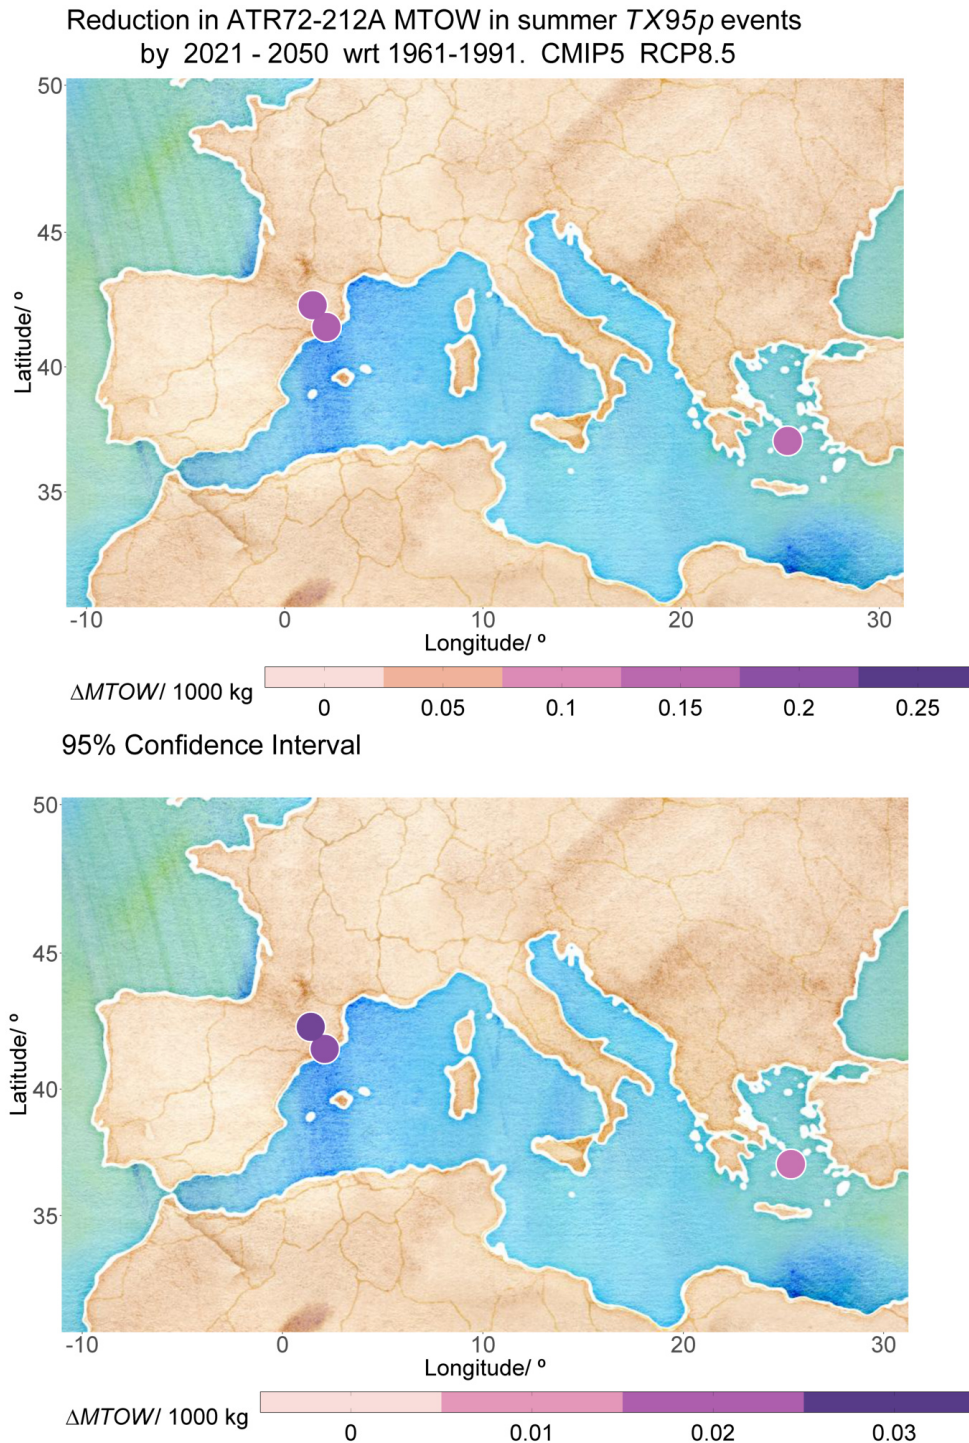 Reduction in ATR72-212A MTOW in summer TX95p events
by 2021 - 2050 wrt 1961-1991. CMIP5 RCP8.5
50
45
40
35
Latitude/ º
-10 0 10 20 30
Longitude/ º
ΔMTOW/ 1000 kg
0 0.05 0.1 0.15 0.2 0.25
95% Confidence Interval
50
45
40
35
Latitude/ º
-10 0 10 20 30
Longitude/ º
ΔMTOW/ 1000 kg
0 0.01 0.02 0.03